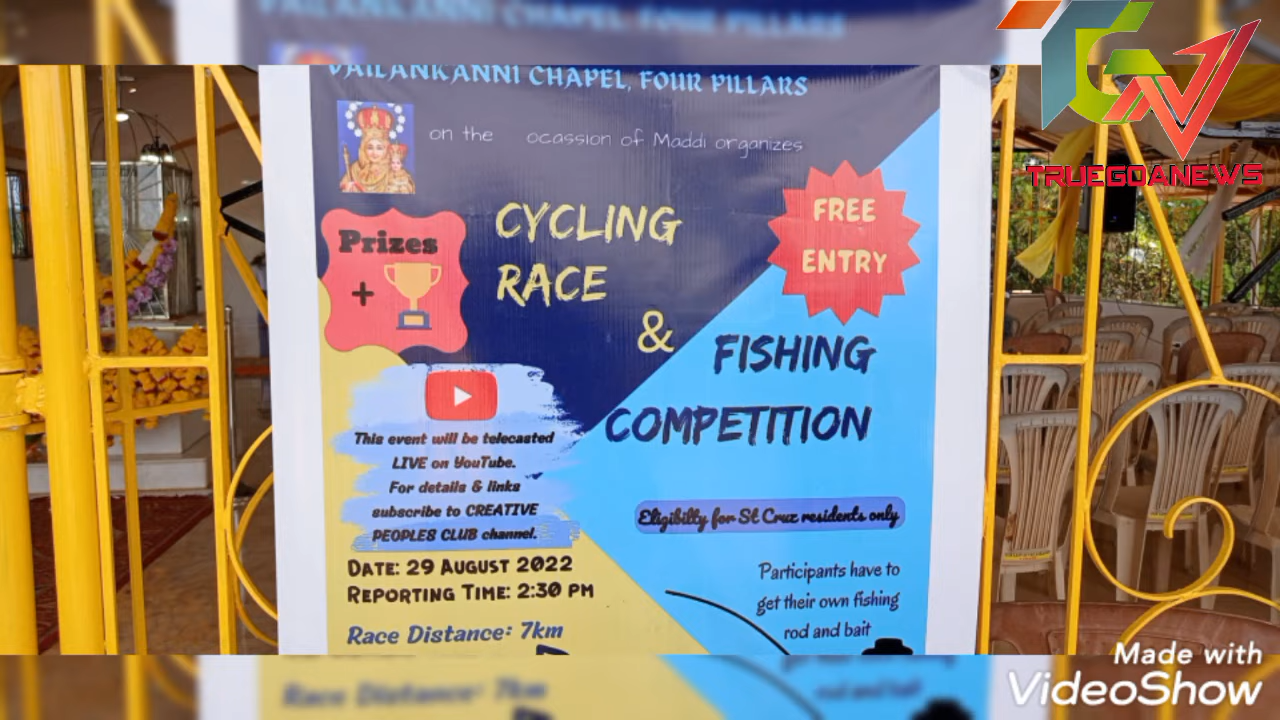 VAILANKANNI CHAPEL, FOUR PILLARS
on the ocassion of Maddi organizes
Prizes
+
CYCLING
RACE
&
FISHING
COMPETITION
FREE
ENTRY
This event will be telecasted
LIVE on YouTube.
For details & links
subscribe to CREATIVE
PEOPLES CLUB channel.
Eligibilty for St Cruz residents only
DATE: 29 AUGUST 2022
REPORTING TIME: 2:30 PM
Race Distance: 7km
Participants have to
get their own fishing
rod and bait
TGNV
TRUEGOANEWS
Made with
VideoShow